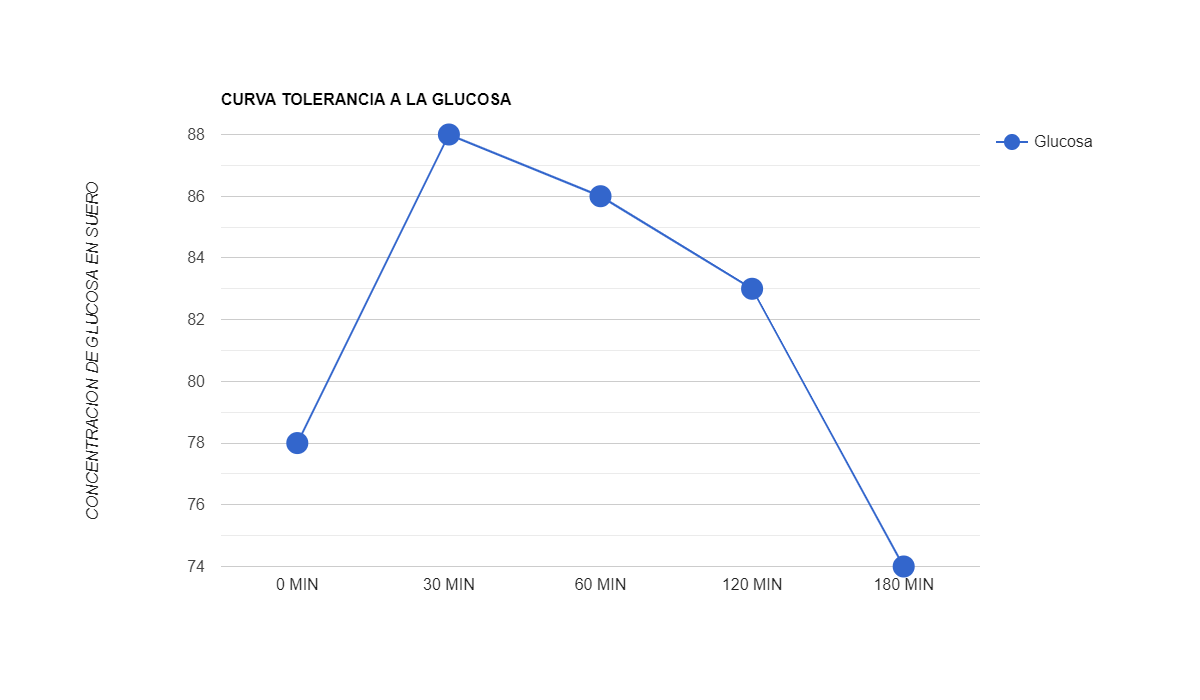 CURVA TOLERANCIA A LA GLUCOSA
CONCENTRACION DE GLUCOSA EN SUERO
88
86
84
82
80
78
76
74
0 MIN
30 MIN
60 MIN
120 MIN
180 MIN
Glucosa